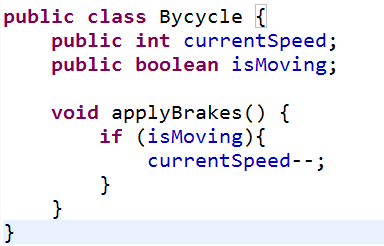 public class Bycycle {
    public int currentSpeed;
    public boolean isMoving;

    void applyBrakes() {
        if (isMoving){
            currentSpeed--;
        }
    }
}